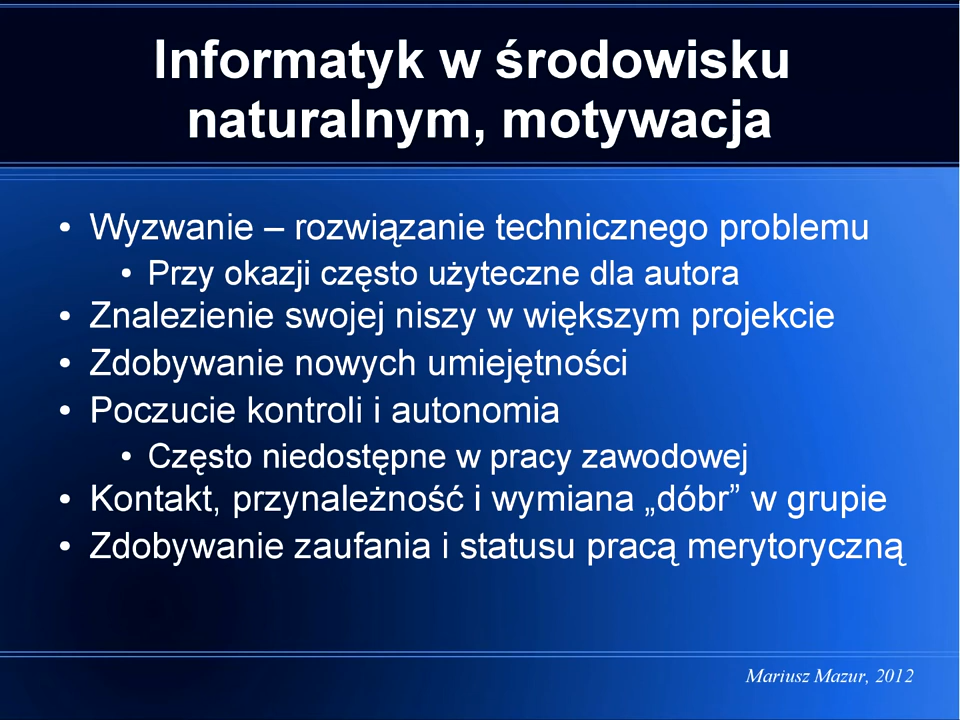 Informatyk w środowisku
naturalnym, motywacja
• Wyzwanie – rozwiązanie technicznego problemu
• Przy okazji często użyteczne dla autora
• Znalezienie swojej niszy w większym projekcie
• Zdobywanie nowych umiejętności
• Poczucie kontroli i autonomia
• Często niedostępne w pracy zawodowej
• Kontakt, przynależność i wymiana „dóbr” w grupie
• Zdobywanie zaufania i statusu pracą merytoryczną
Mariusz Mazur, 2012